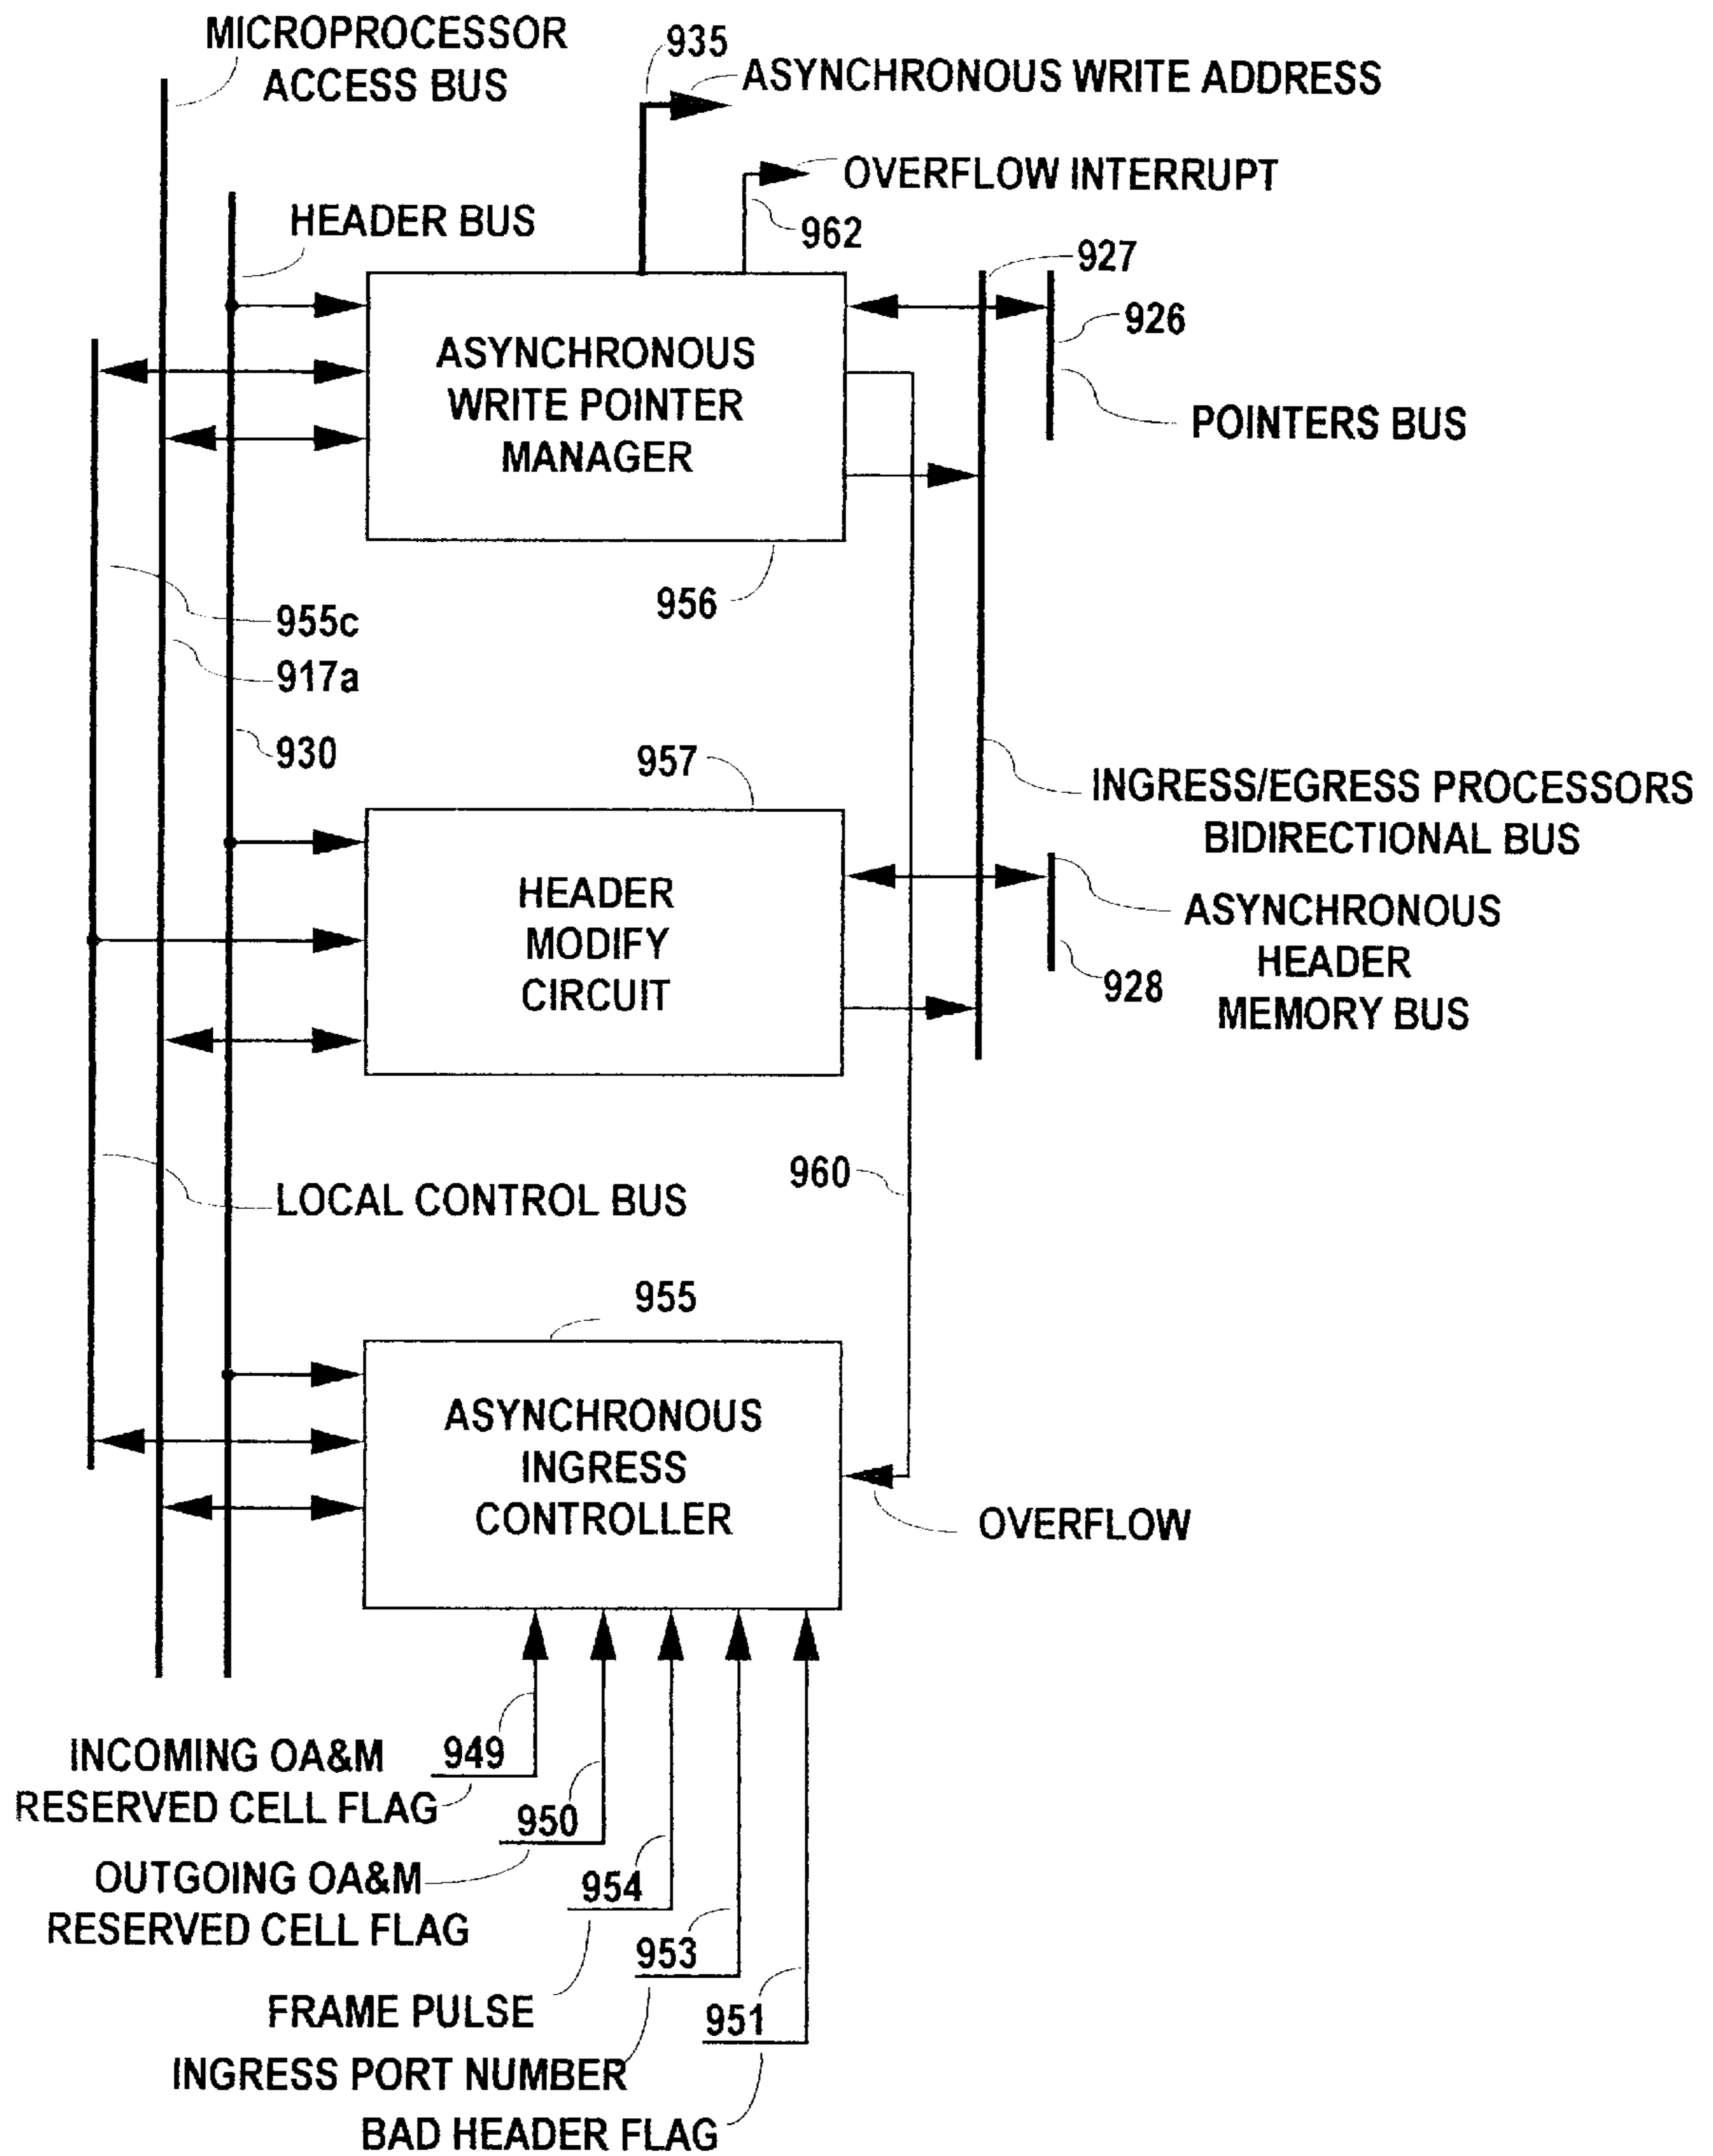 MICROPROCESSOR
ACCESS BUS
935
ASYNCHRONOUS WRITE ADDRESS
OVERFLOW INTERRUPT
962
HEADER BUS
927
926
POINTERS BUS
ASYNCHRONOUS
WRITE POINTER
MANAGER
956
955c
917a
930
957
INGRESS/EGRESS PROCESSORS
BIDIRECTIONAL BUS
HEADER
MODIFY
CIRCUIT
ASYNCHRONOUS
HEADER
MEMORY BUS
928
960
LOCAL CONTROL BUS
955
ASYNCHRONOUS
INGRESS
CONTROLLER
OVERFLOW
INCOMING OA&M
RESERVED CELL FLAG
949
950
OUTGOING OA&M
RESERVED CELL FLAG
954
953
FRAME PULSE
951
INGRESS PORT NUMBER
BAD HEADER FLAG